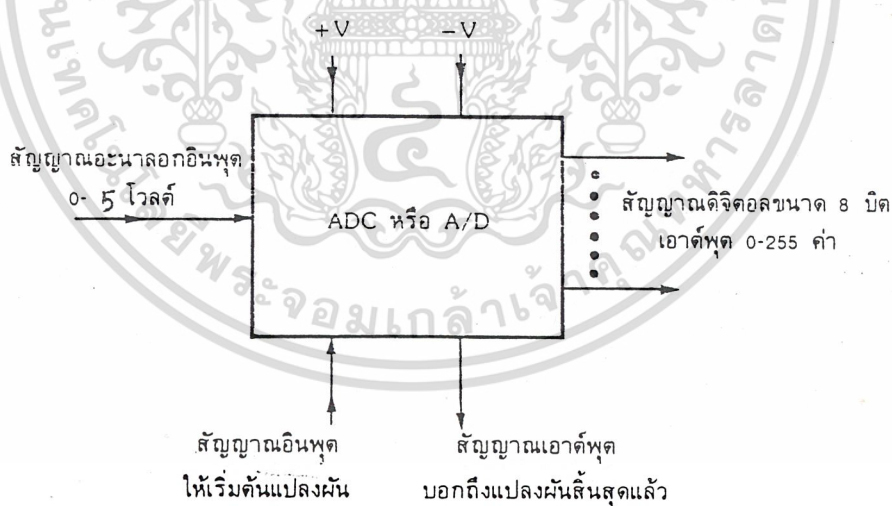 +V
-V
สัญญาณอะนาลอกอินพุต
0- 5 โวลต์
ADC หรือ A/D
สัญญาณดิจิตอลขนาด 8 บิต
เอาต์พุต 0-255 ค่า
สัญญาณอินพุต
ให้เริ่มต้นแปลงผัน
สัญญาณเอาต์พุต
บอกถึงแปลงผันสิ้นสุดแล้ว